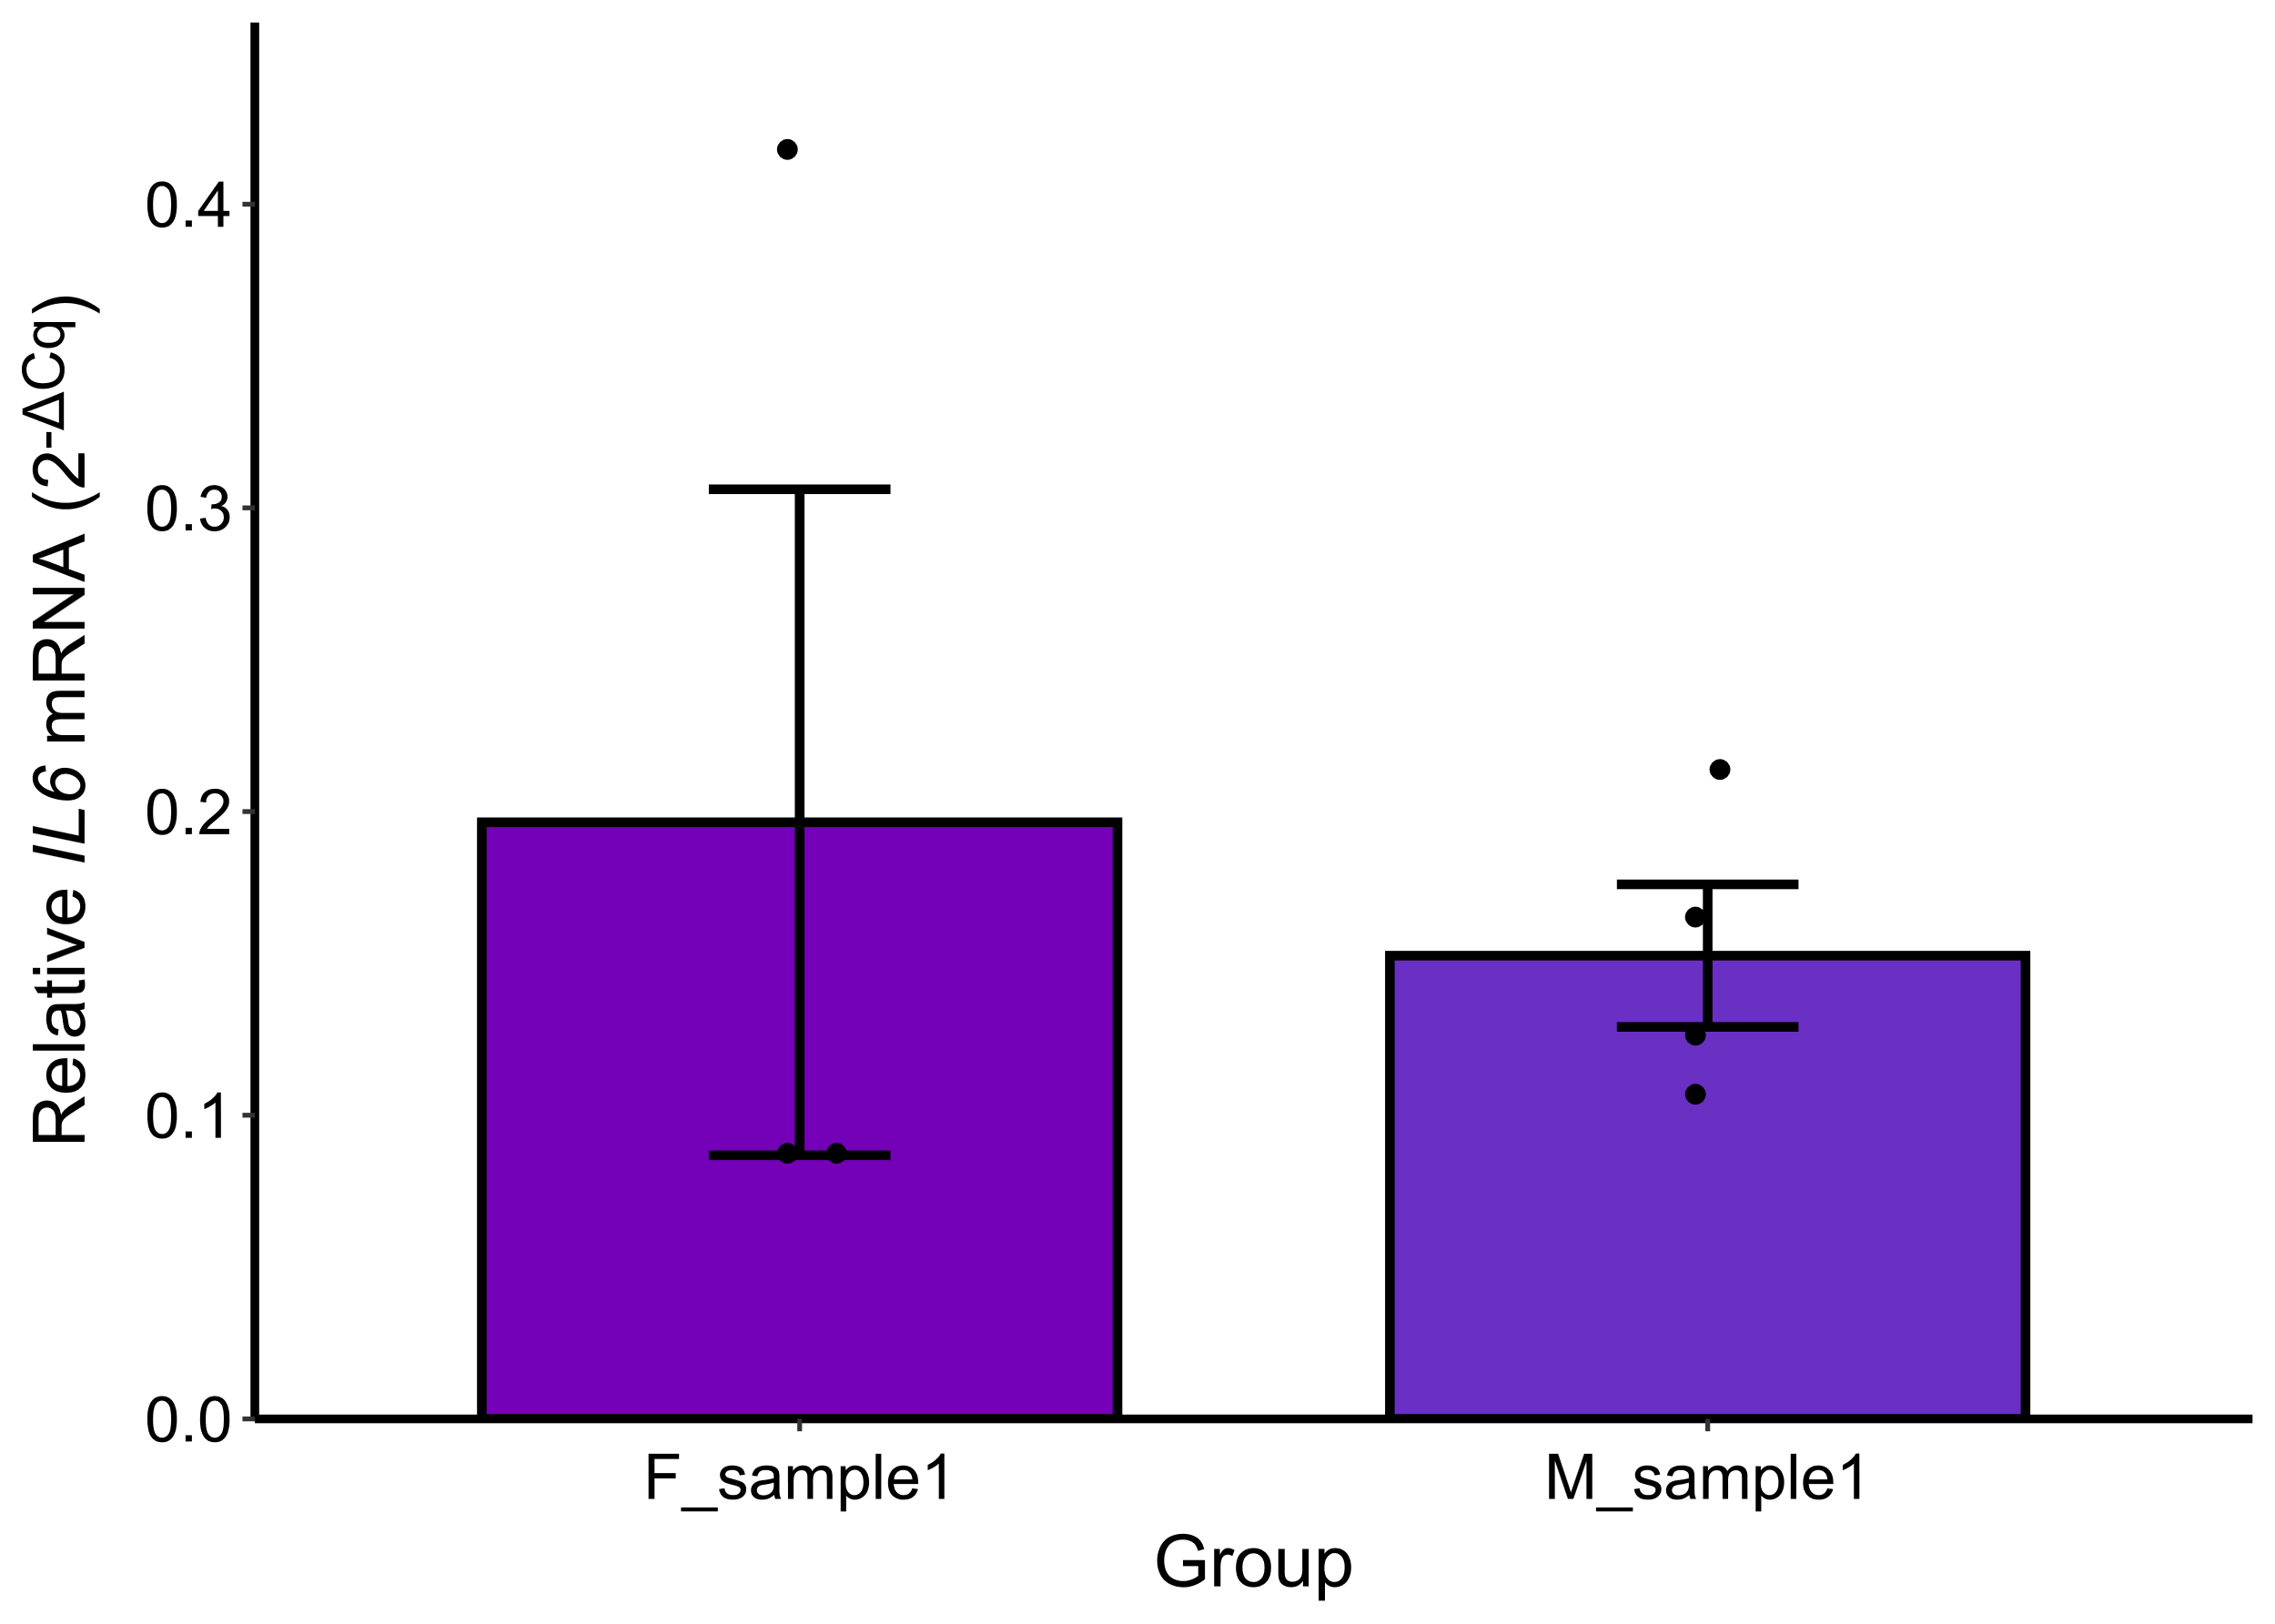 Relative IL6 mRNA (2-ΔCq)
0.4
0.3
0.2
0.1
0.0
F_sample1
M_sample1
Group